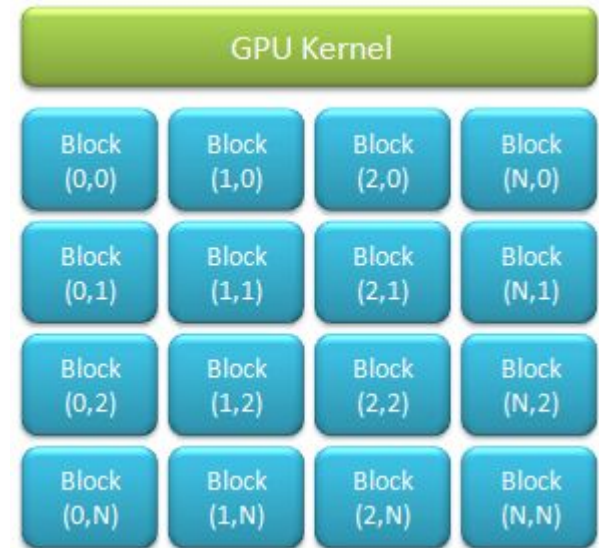 GPU Kernel
Block Block Block Block
(0,0) (1,0) (2,0) (N,0)
Block Block Block Block
(0,1) (1,1) (2,1) (N,1)
Block Block Block Block
(0,2) (1,2) (2,2) (N,2)
Block Block Block Block
(0,N) (1,N) (2,N) (N,N)